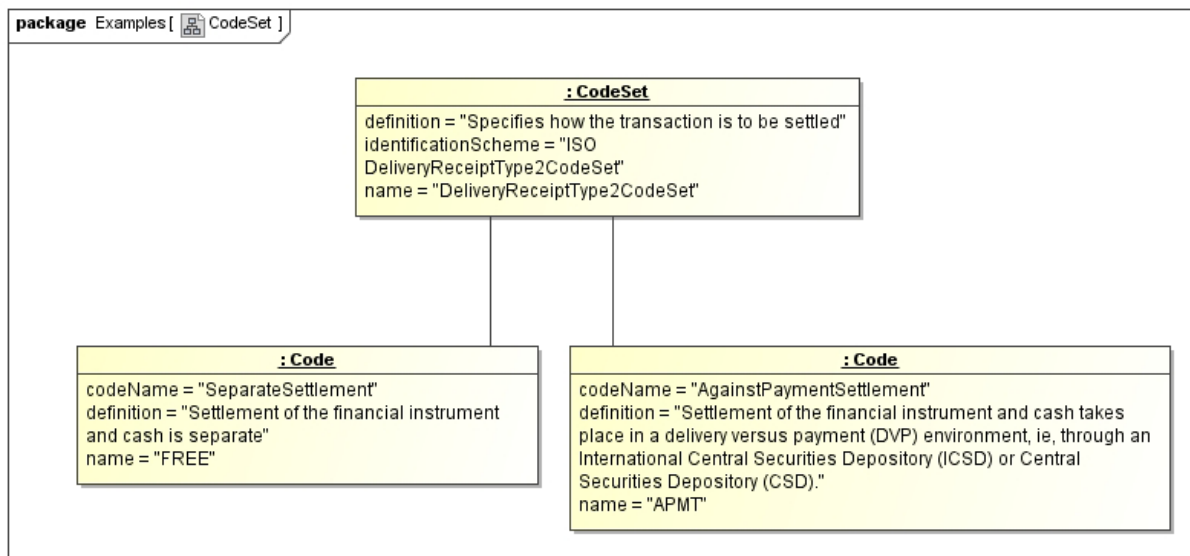 package Examples [ CodeSet ]
: CodeSet
definition = "Specifies how the transaction is to be settled"
identificationScheme = "ISO
DeliveryReceiptType2CodeSet"
name = "DeliveryReceiptType2CodeSet"
: Code
codeName = "SeparateSettlement"
definition = "Settlement of the financial instrument
and cash is separate"
name = "FREE"
: Code
codeName = "AgainstPaymentSettlement"
definition = "Settlement of the financial instrument and cash takes
place in a delivery versus payment (DVP) environment, ie, through an
International Central Securities Depository (ICSD) or Central
Securities Depository (CSD)."
name = "APMT"